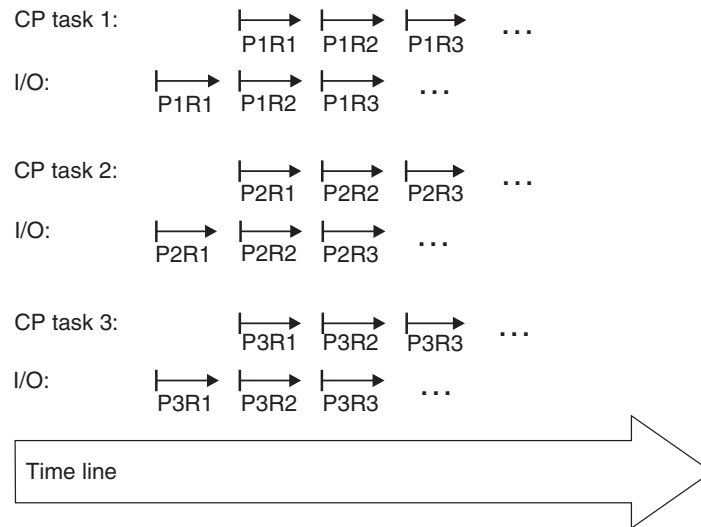 CP task 1:
P1R1 P1R2 P1R3 ...
I/O:
P1R1 P1R2 P1R3 ...
CP task 2:
P2R1 P2R2 P2R3 ...
I/O:
P2R1 P2R2 P2R3 ...
CP task 3:
P3R1 P3R2 P3R3 ...
I/O:
P3R1 P3R2 P3R3 ...
Time line